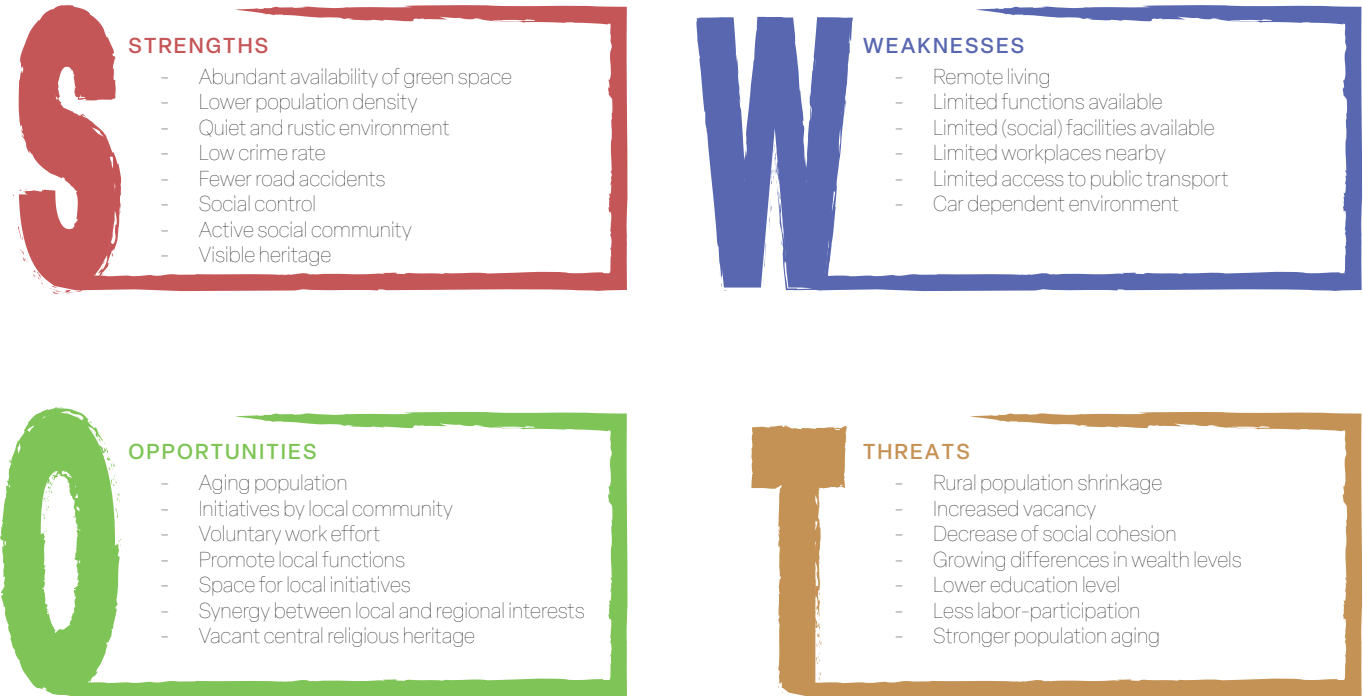 S
STRENGTHS
- Abundant availability of green space
- Lower population density
- Quiet and rustic environment
- Low crime rate
- Fewer road accidents
- Social control
- Active social community
- Visible heritage
W
WEAKNESSES
- Remote living
- Limited functions available
- Limited (social) facilities available
- Limited workplaces nearby
- Limited access to public transport
- Car dependent environment
O
OPPORTUNITIES
- Aging population
- Initiatives by local community
- Voluntary work effort
- Promote local functions
- Space for local initiatives
- Synergy between local and regional interests
- Vacant central religious heritage
T
THREATS
- Rural population shrinkage
- Increased vacancy
- Decrease of social cohesion
- Growing differences in wealth levels
- Lower education level
- Less labor-participation
- Stronger population aging